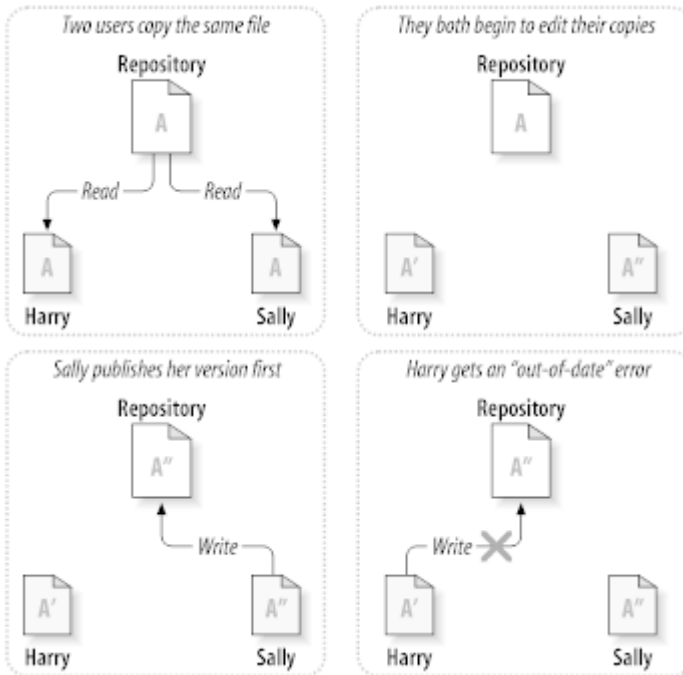 Two users copy the same file
Repository
A
Read
Read
A
A
Harry
Sally
They both begin to edit their copies
Repository
A
A′
A″
Harry
Sally
Sally publishes her version first
Repository
A″
Write
A′
A″
Harry
Sally
Harry gets an “out-of-date” error
Repository
A″
Write
A′
A″
Harry
Sally